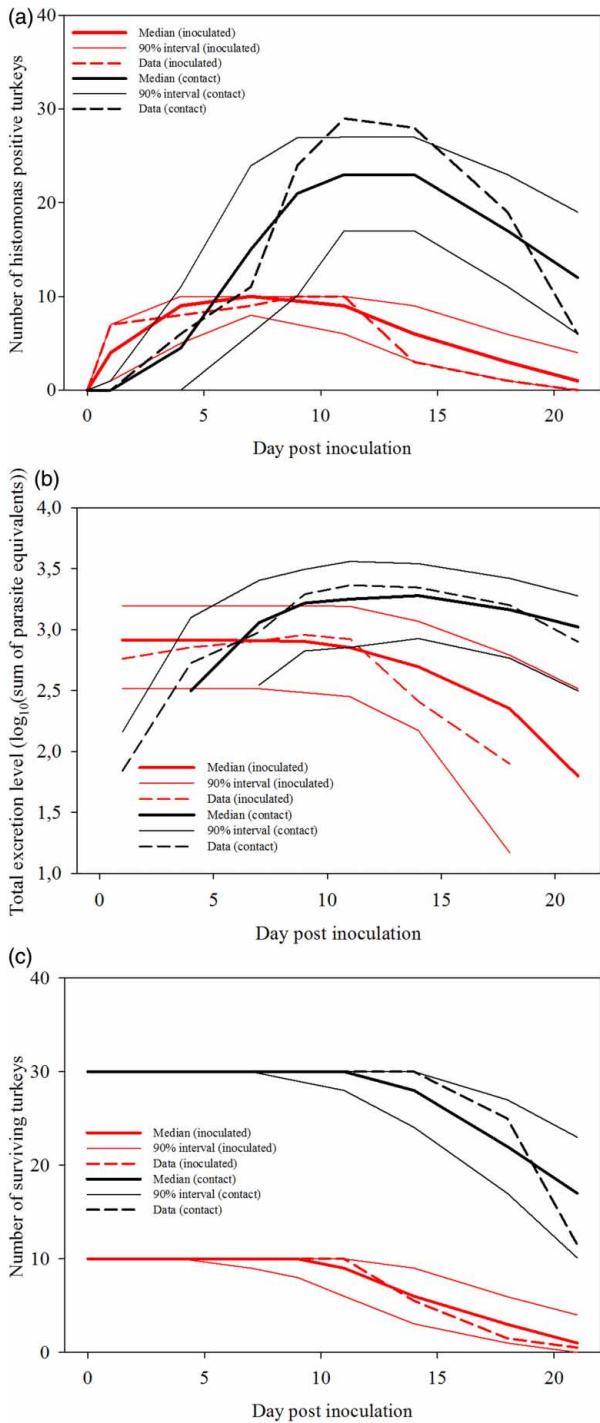 (a)
40
30
20
10
0
Number of histomonas positive turkeys
Median (inoculated)
90% interval (inoculated)
Data (inoculated)
Median (contact)
90% interval (contact)
Data (contact)
0 5 10 15 20
Day post inoculation
(b)
4,0
3,5
3,0
2,5
2,0
1,5
1,0
Total excretion level (log10(sum of parasite equivalents))
Median (inoculated)
90% interval (inoculated)
Data (inoculated)
Median (contact)
90% interval (contact)
Data (contact)
0 5 10 15 20
Day post inoculation
(c)
40
30
20
10
0
Number of surviving turkeys
Median (inoculated)
90% interval (inoculated)
Data (inoculated)
Median (contact)
90% interval (contact)
Data (contact)
0 5 10 15 20
Day post inoculation